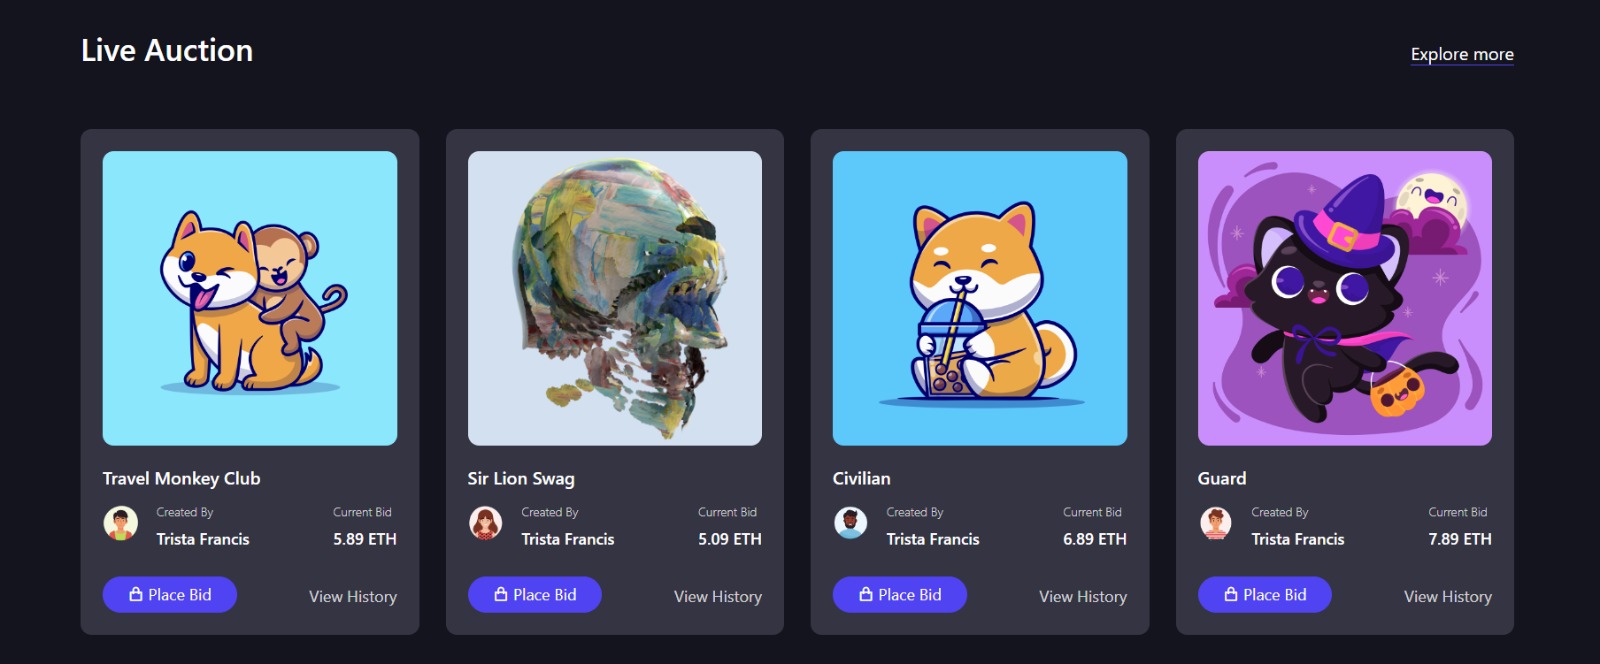 Live Auction
Explore more
Travel Monkey Club
Created By
Current Bid
Trista Francis
5.89 ETH
Place Bid
View History
Sir Lion Swag
Created By
Current Bid
Trista Francis
5.09 ETH
Place Bid
View History
Civilian
Created By
Current Bid
Trista Francis
6.89 ETH
Place Bid
View History
Guard
Created By
Current Bid
Trista Francis
7.89 ETH
Place Bid
View History